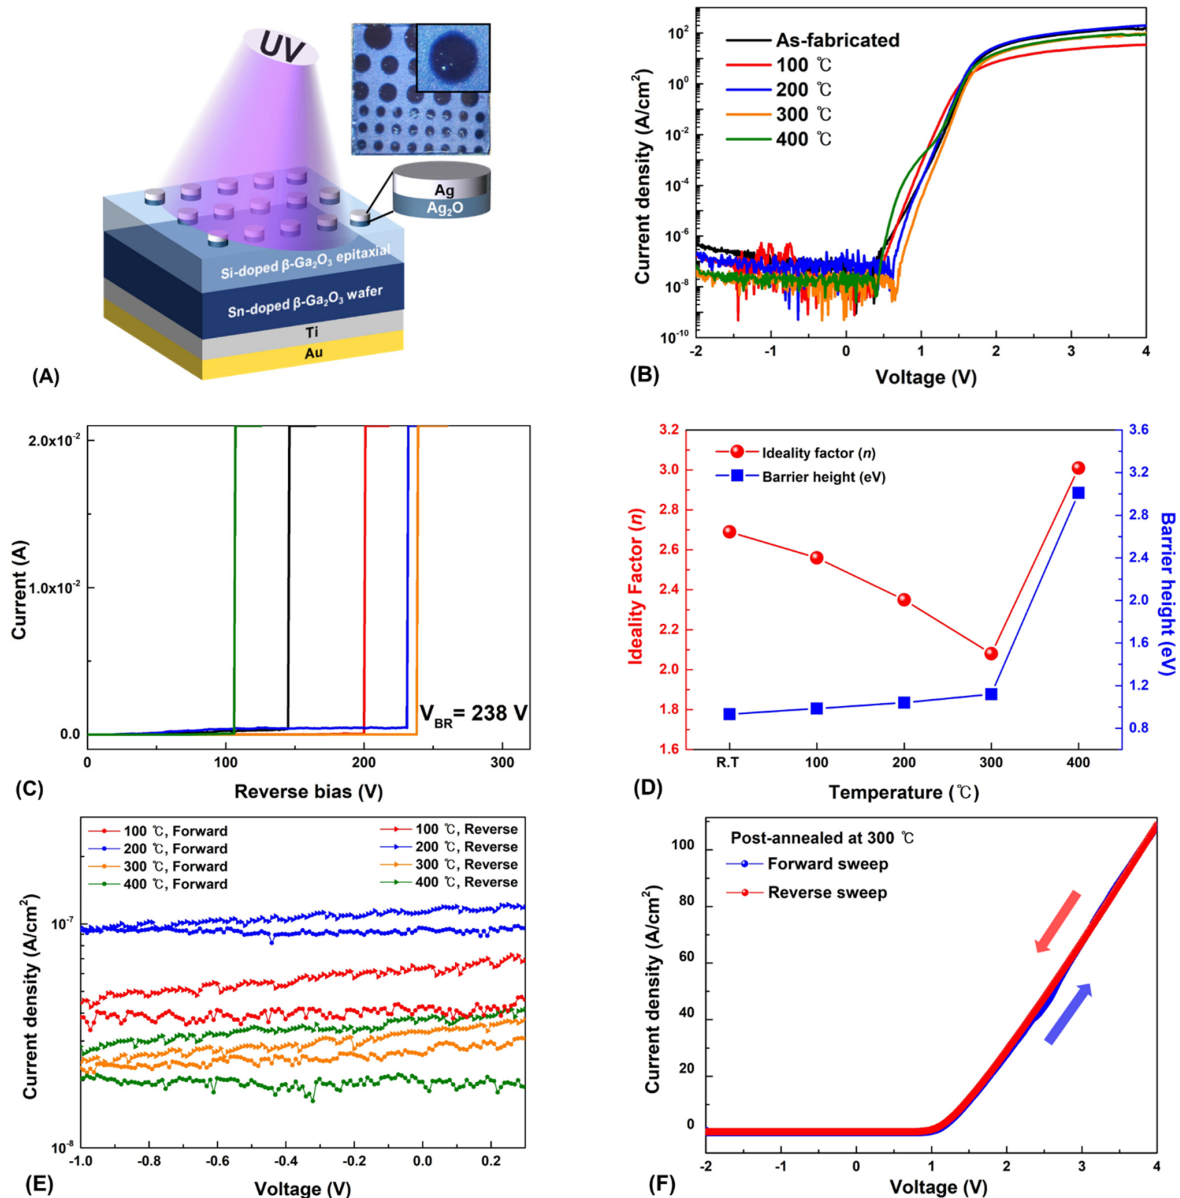 UV
Ag
Ag₂O
Si-doped β-Ga₂O₃ epitaxial
Sn-doped β-Ga₂O₃ wafer
Ti
Au
(A)
As-fabricated
100 ℃
200 ℃
300 ℃
400 ℃
10²
10⁰
10⁻²
10⁻⁴
10⁻⁶
10⁻⁸
10⁻¹⁰
-2 -1 0 1 2 3 4
Current density (A/cm²)
Voltage (V)
(B)
2.0x10⁻²
1.0x10⁻²
0.0
V_BR = 238 V
0 100 200 300
Current (A)
Reverse bias (V)
(C)
Ideality factor (n)
Barrier height (eV)
3.2
3.0
2.8
2.6
2.4
2.2
2.0
1.8
1.6
3.6
3.2
2.8
2.4
2.0
1.6
1.2
0.8
R.T 100 200 300 400
Ideality Factor (n)
Barrier height (eV)
Temperature (℃)
(D)
100 ℃, Forward
200 ℃, Forward
300 ℃, Forward
400 ℃, Forward
100 ℃, Reverse
200 ℃, Reverse
300 ℃, Reverse
400 ℃, Reverse
10⁻⁷
10⁻⁸
-1.0 -0.8 -0.6 -0.4 -0.2 0.0 0.2
Current density (A/cm²)
Voltage (V)
(E)
Post-annealed at 300 ℃
Forward sweep
Reverse sweep
100
80
60
40
20
0
-2 -1 0 1 2 3 4
Current density (A/cm²)
Voltage (V)
(F)